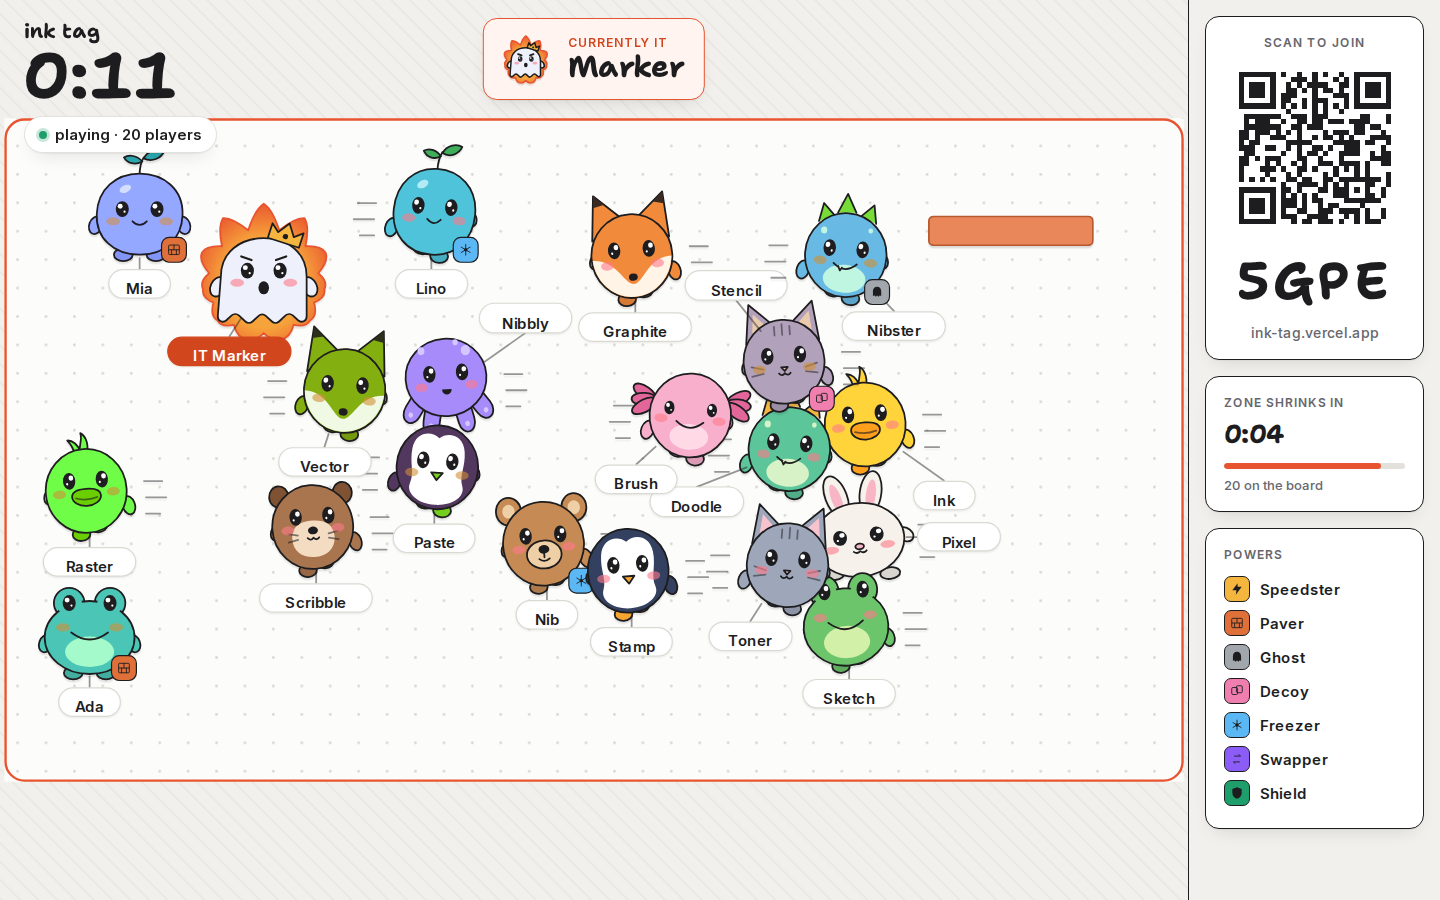 ink tag
0:11
playing · 20 players
CURRENTLY IT
Marker
Mia
IT Marker
Lino
Nibbly
Graphite
Stencil
Nibster
Vector
Brush
Doodle
Ink
Paste
Pixel
Raster
Scribble
Nib
Stamp
Toner
Ada
Sketch
SCAN TO JOIN
5GPE
ink-tag.vercel.app
ZONE SHRINKS IN
0:04
20 on the board
POWERS
Speedster
Paver
Ghost
Decoy
Freezer
Swapper
Shield